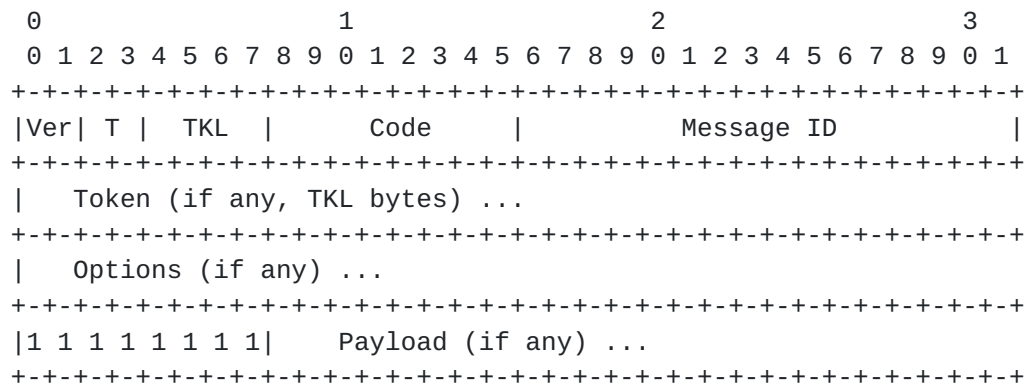 0                   1                   2                   3
 0 1 2 3 4 5 6 7 8 9 0 1 2 3 4 5 6 7 8 9 0 1 2 3 4 5 6 7 8 9 0 1
+-+-+-+-+-+-+-+-+-+-+-+-+-+-+-+-+-+-+-+-+-+-+-+-+-+-+-+-+-+-+-+-+
|Ver| T |  TKL  |      Code     |          Message ID           |
+-+-+-+-+-+-+-+-+-+-+-+-+-+-+-+-+-+-+-+-+-+-+-+-+-+-+-+-+-+-+-+-+
|   Token (if any, TKL bytes) ...
+-+-+-+-+-+-+-+-+-+-+-+-+-+-+-+-+-+-+-+-+-+-+-+-+-+-+-+-+-+-+-+-+
|   Options (if any) ...
+-+-+-+-+-+-+-+-+-+-+-+-+-+-+-+-+-+-+-+-+-+-+-+-+-+-+-+-+-+-+-+-+
|1 1 1 1 1 1 1 1|    Payload (if any) ...
+-+-+-+-+-+-+-+-+-+-+-+-+-+-+-+-+-+-+-+-+-+-+-+-+-+-+-+-+-+-+-+-+